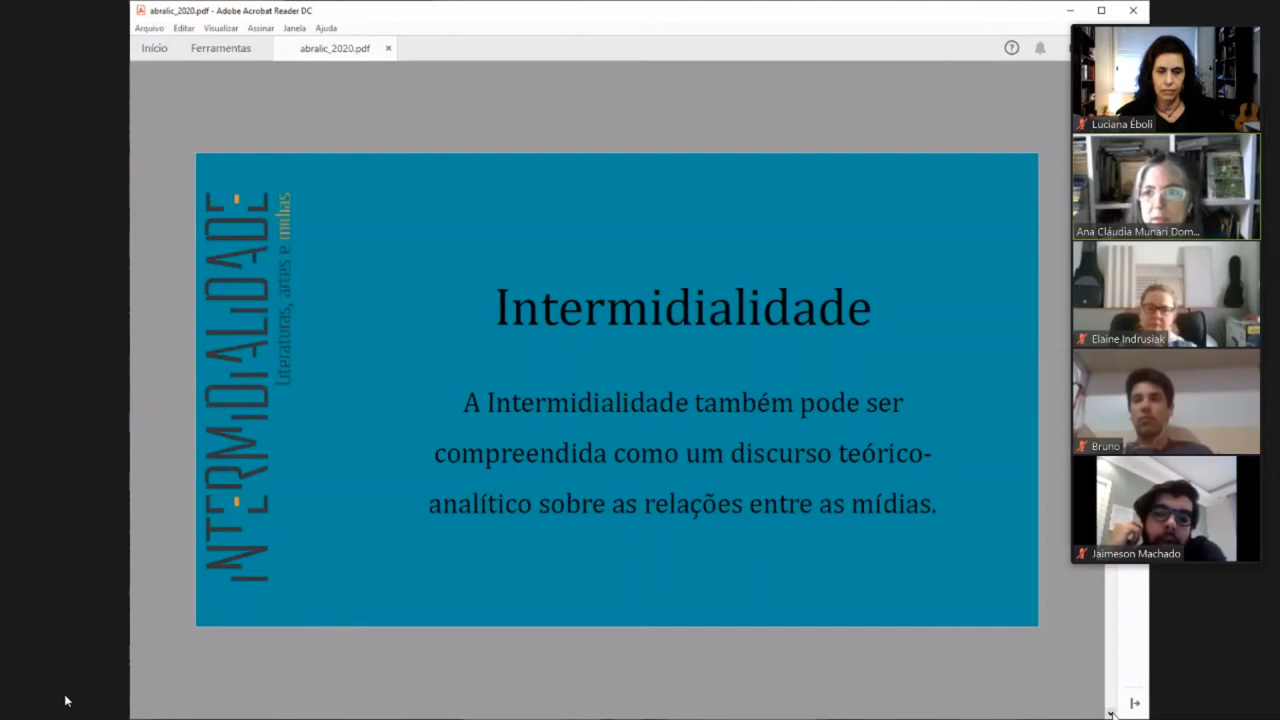 abralic_2020.pdf - Adobe Acrobat Reader DC
Arquivo Editar Visualizar Assinar Janela Ajuda
Início Ferramentas abralic_2020.pdf
INTERMIDIALIDADE
Literaturas, artes e mídias
Intermidialidade
A Intermidialidade também pode ser
compreendida como um discurso teórico-
analítico sobre as relações entre as mídias.
Luciana Éboli
Ana Cláudia Munari Dom...
Elaine Indrusiak
Bruno
Jaimeson Machado